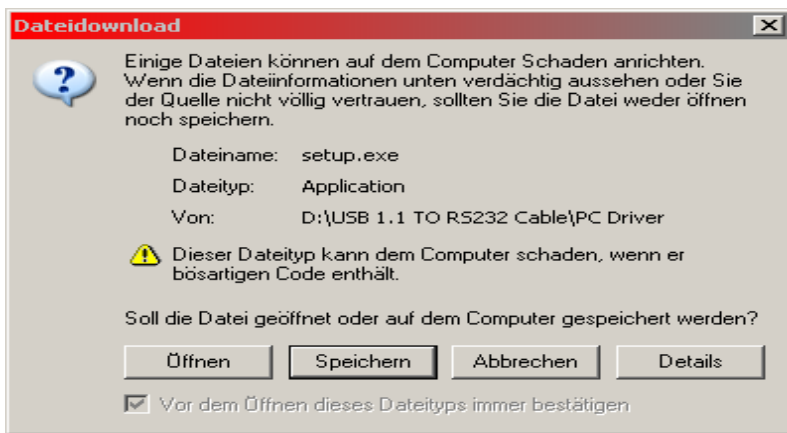 Dateidownload
Einige Dateien können auf dem Computer Schaden anrichten.
Wenn die Dateiinformationen unten verdächtig aussehen oder Sie
der Quelle nicht völlig vertrauen, sollten Sie die Datei weder öffnen
noch speichern.
Dateiname: setup.exe
Dateityp: Application
Von: D:\USB 1.1 TO RS232 Cable\PC Driver
Dieser Dateityp kann dem Computer schaden, wenn er
bösartigen Code enthält.
Soll die Datei geöffnet oder auf dem Computer gespeichert werden?
Öffnen Speichern Abbrechen Details
Vor dem Öffnen dieses Dateityps immer bestätigen